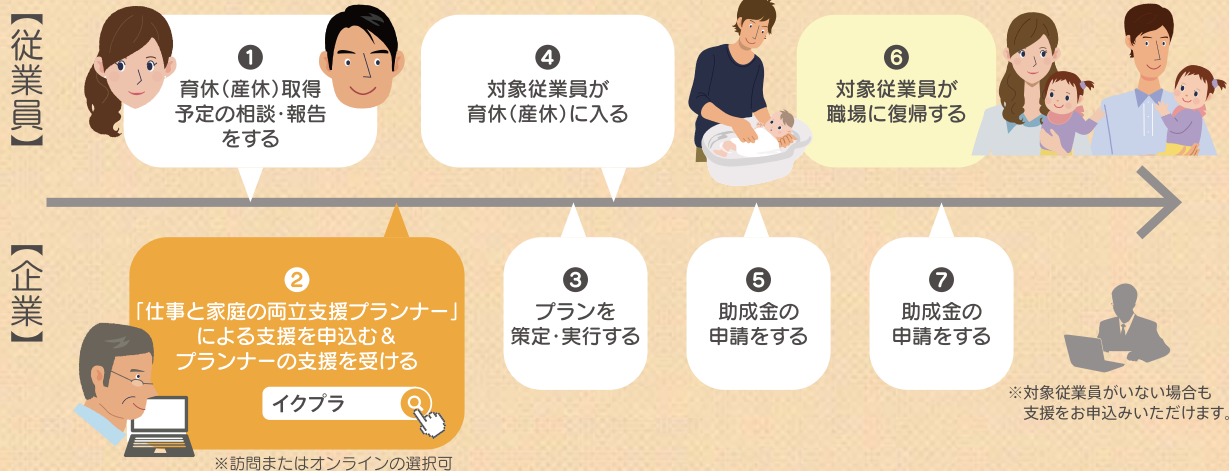 【従業員】
❶
育休(産休)取得
予定の相談・報告
をする
❹
対象従業員が
育休(産休)に入る
❻
対象従業員が
職場に復帰する
【企業】
❷
「仕事と家庭の両立支援プランナー」
による支援を申込む＆
プランナーの支援を受ける
イクプラ
※訪問またはオンラインの選択可
❸
プランを
策定・実行する
❺
助成金の
申請をする
❼
助成金の
申請をする
※対象従業員がいない場合も
支援をお申込みいただけます。